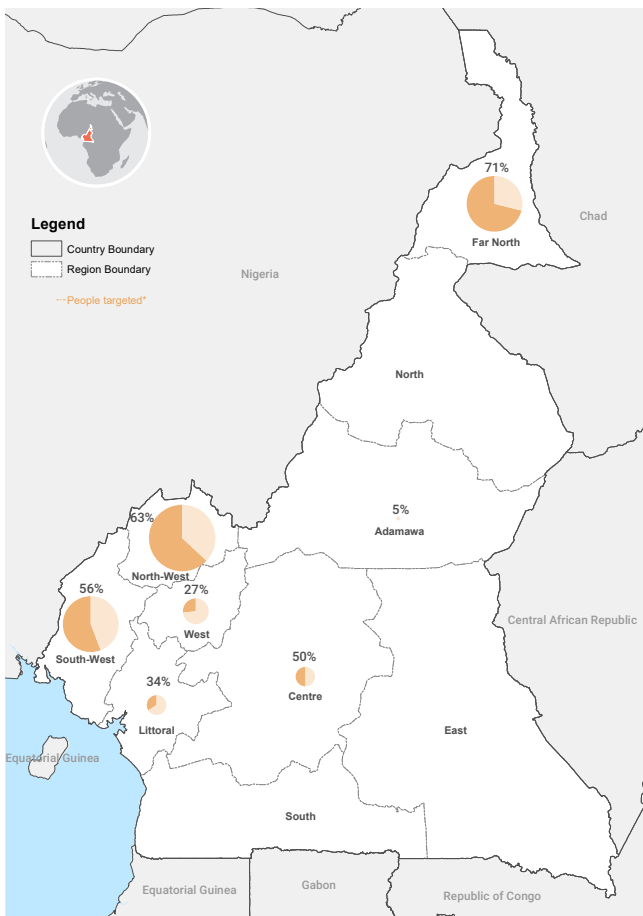 71%
Far North
Chad
Legend
Country Boundary
Region Boundary
People targeted*
Nigeria
North
5%
Adamawa
63%
North-West
56%
South-West
27%
West
34%
Littoral
50%
Centre
East
Central African Republic
Equatorial Guinea
South
Equatorial Guinea
Gabon
Republic of Congo